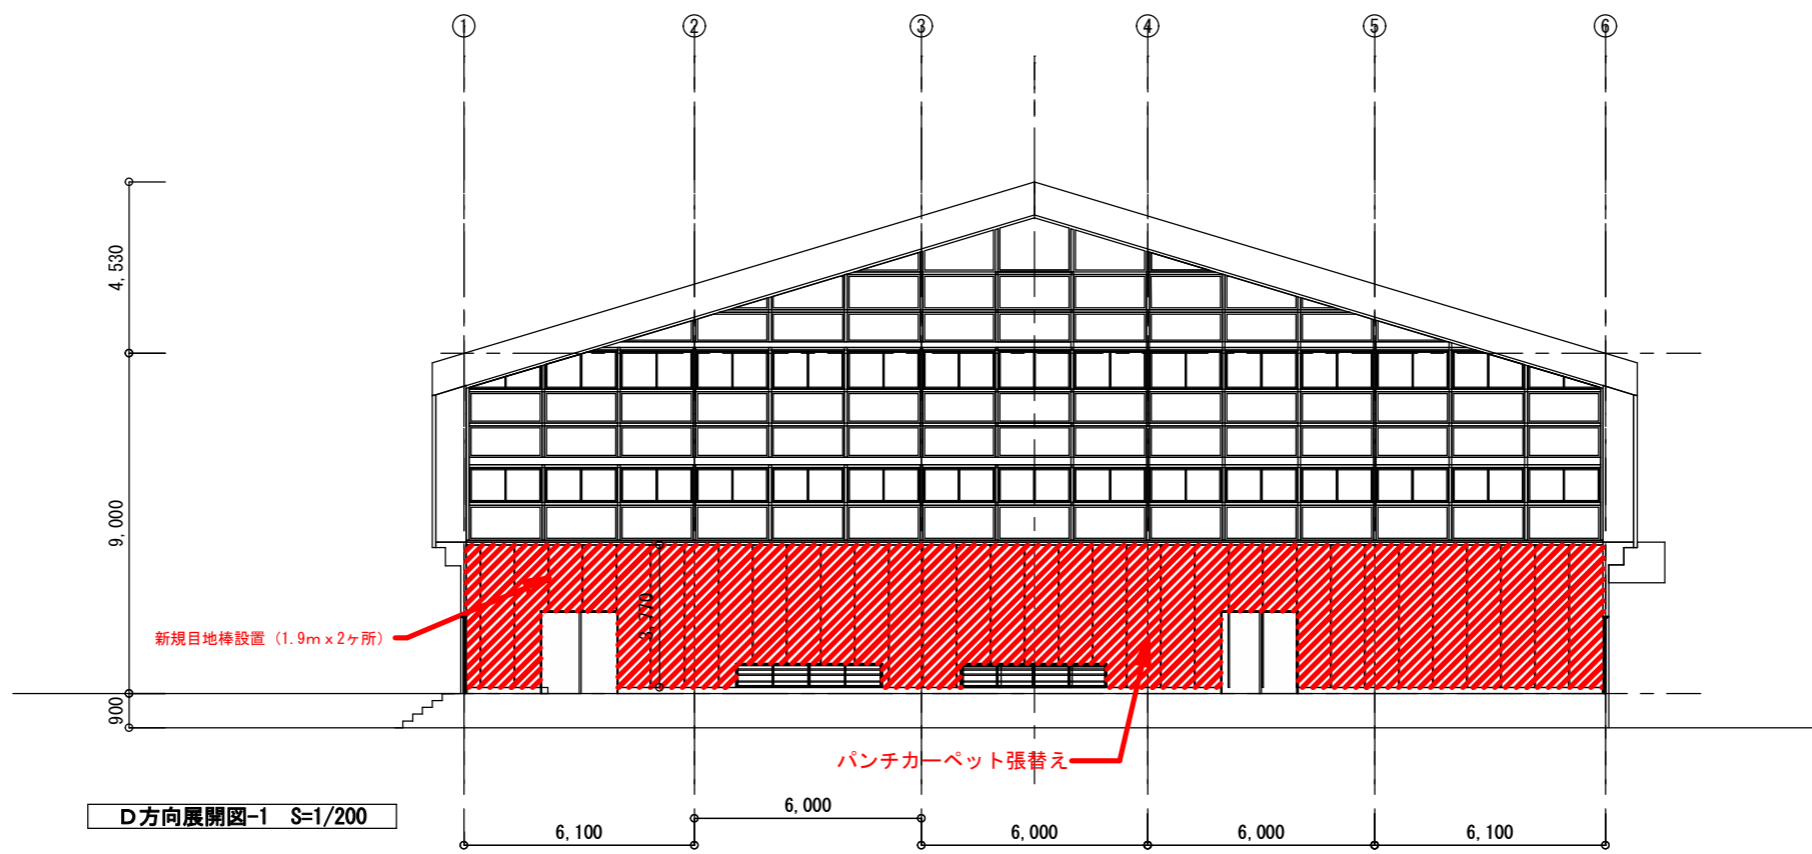 ① ② ③ ④ ⑤ ⑥
4,530
9,000
900
3,770
新規目地棒設置（1.9m x 2ヶ所）
パンチカーペット張替え
D方向展開図-1 S=1/200
6,000
6,100 6,000 6,000 6,100